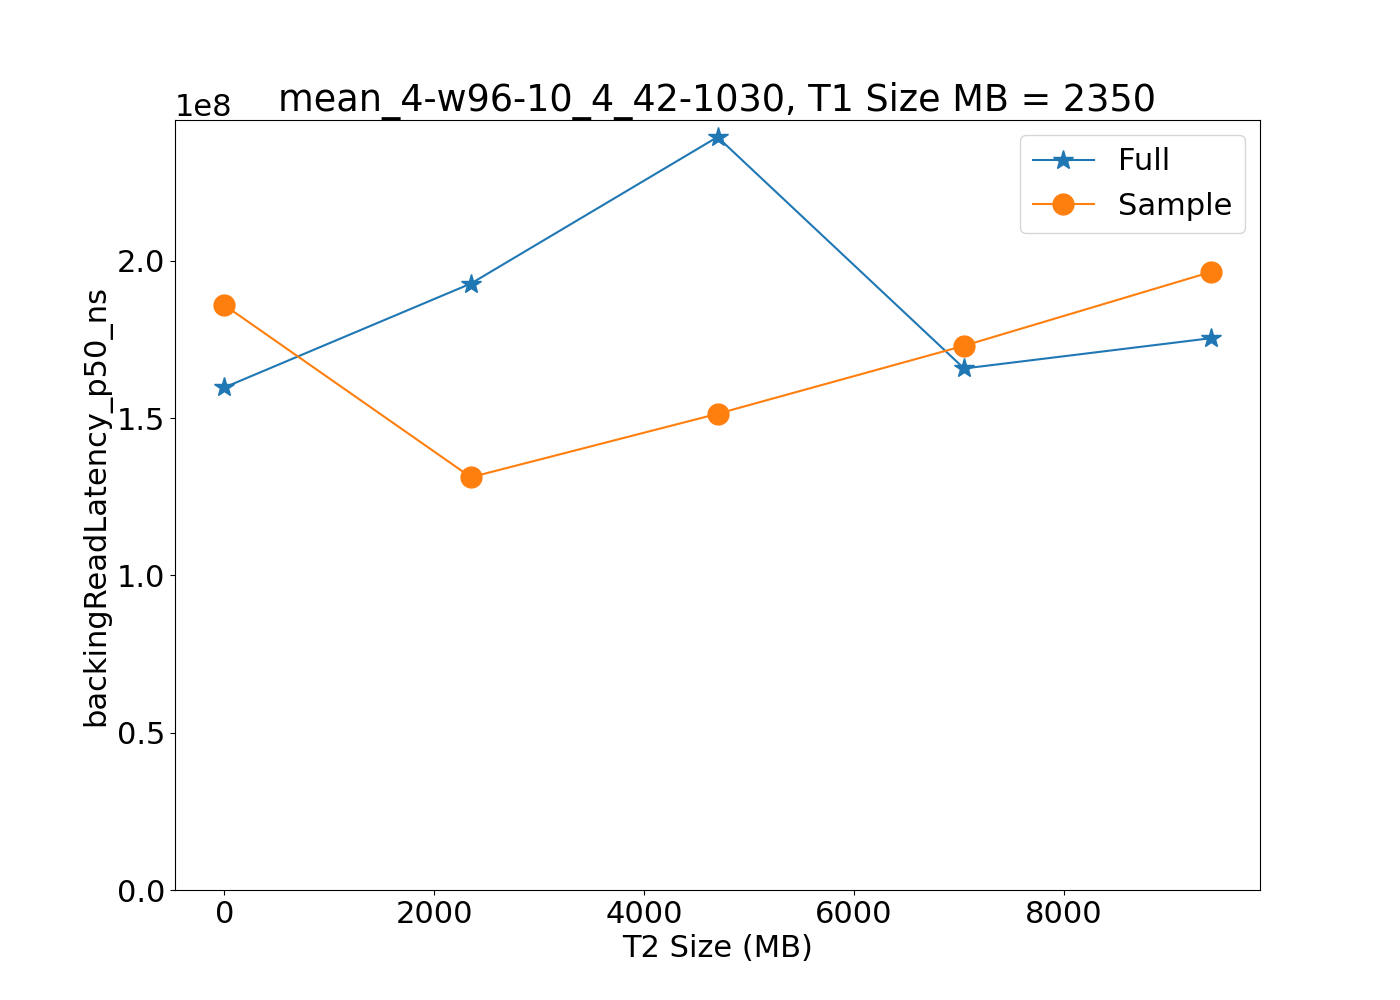 mean_4-w96-10_4_42-1030, T1 Size MB = 2350
1e8
Full
Sample
2.0
1.5
1.0
0.5
0.0
backingReadLatency_p50_ns
0 2000 4000 6000 8000
T2 Size (MB)